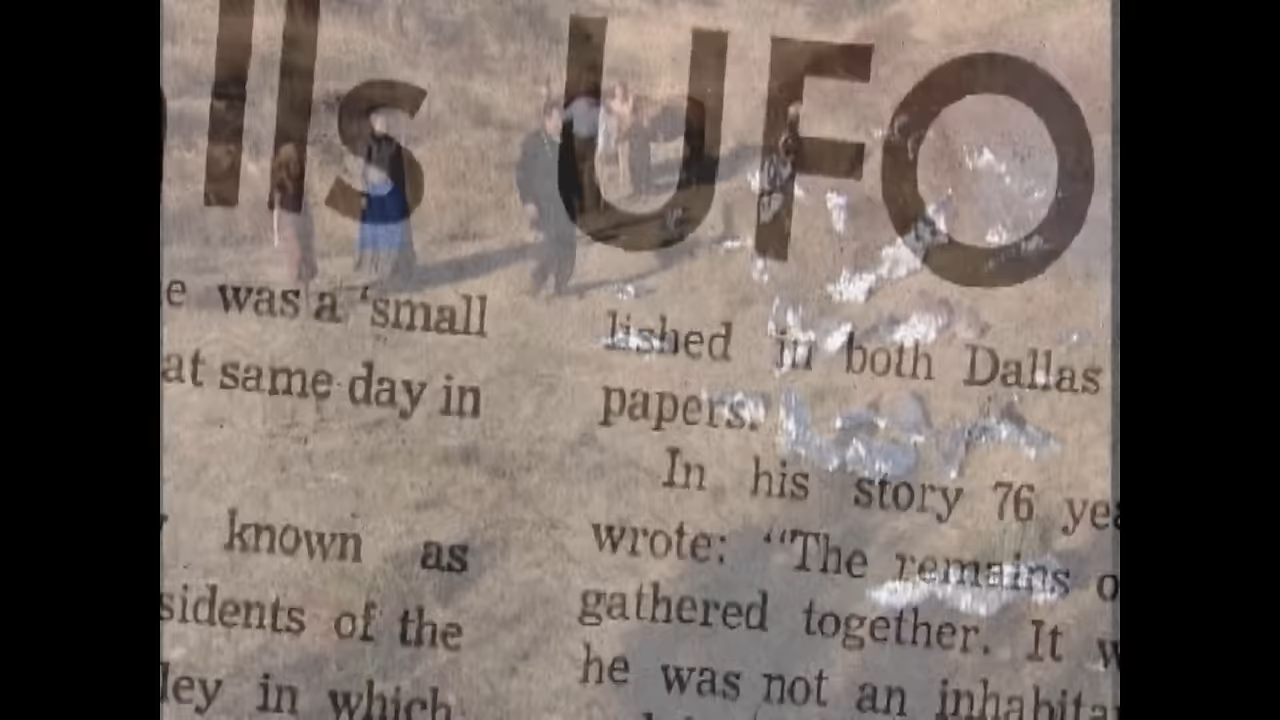 lls UFO
e was a 'small
at same day in
known as
sidents of the
ley in which
lished in both Dallas
papers.
In his story 76 yea
wrote: "The remains o
gathered together. It w
he was not an inhabita